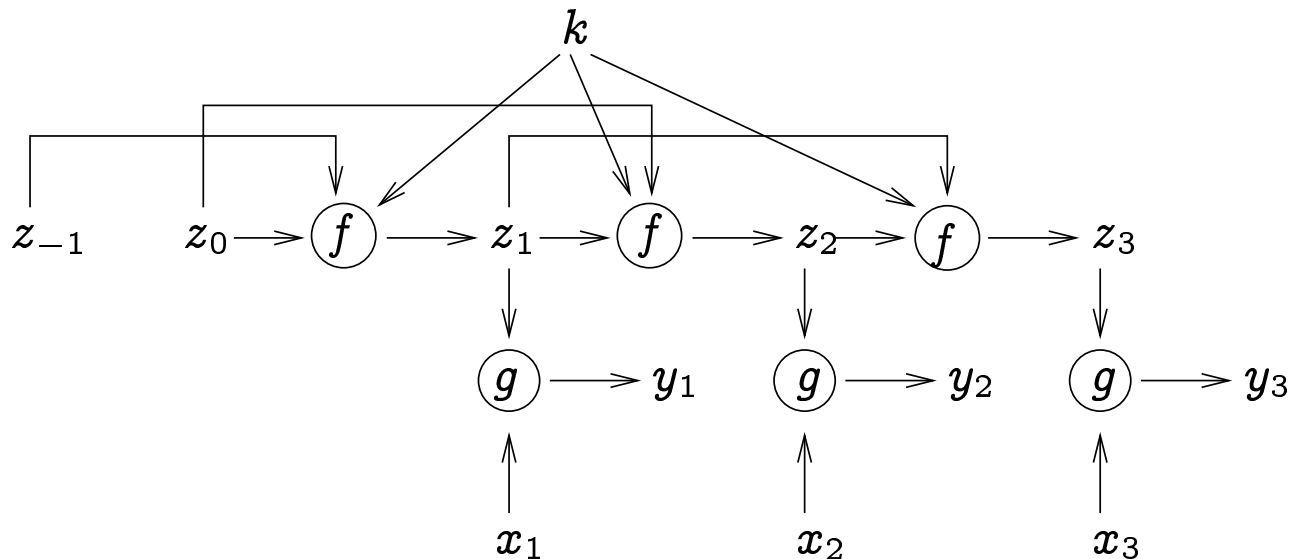 k
z₋₁ z₀ f z₁ f z₂ f z₃
g y₁ g y₂ g y₃
x₁ x₂ x₃